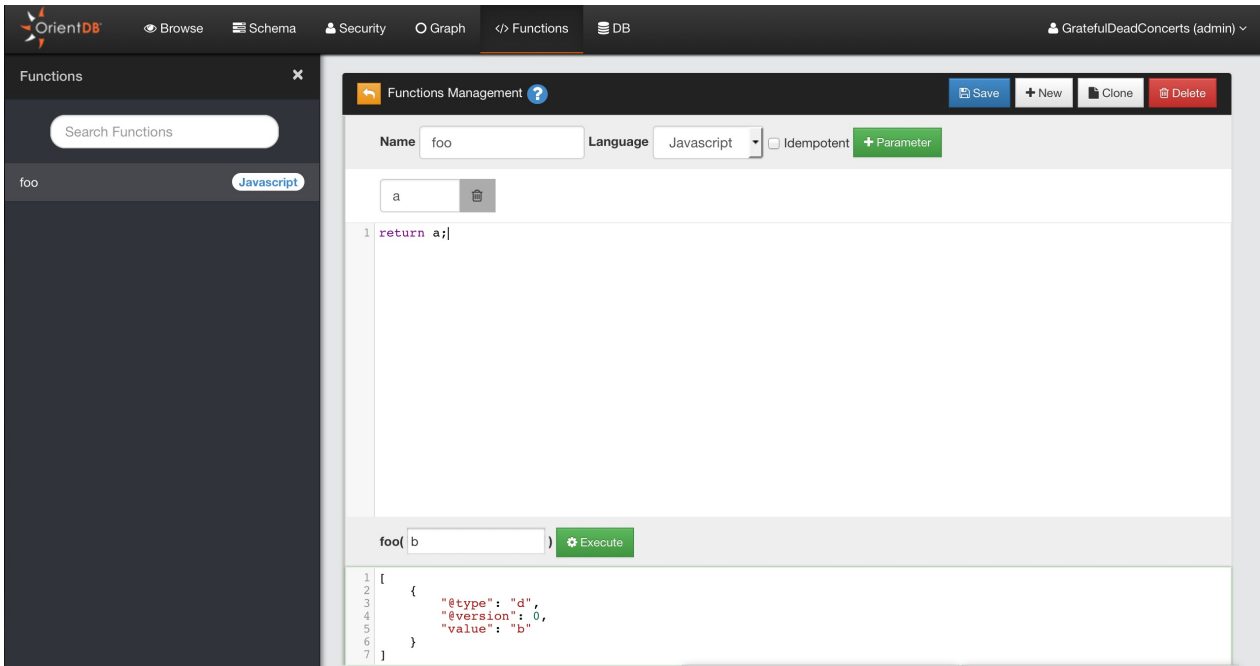 OrientDB Browse Schema Security Graph </> Functions DB GratefulDeadConcerts (admin)
Functions ×
Search Functions
foo Javascript
Functions Management ? Save + New Clone Delete
Name foo Language Javascript Idempotent + Parameter
a
1 return a;
foo( b ) Execute
1 [
2 {
3 "@type": "d",
4 "@version": 0,
5 "value": "b"
6 }
7 ]